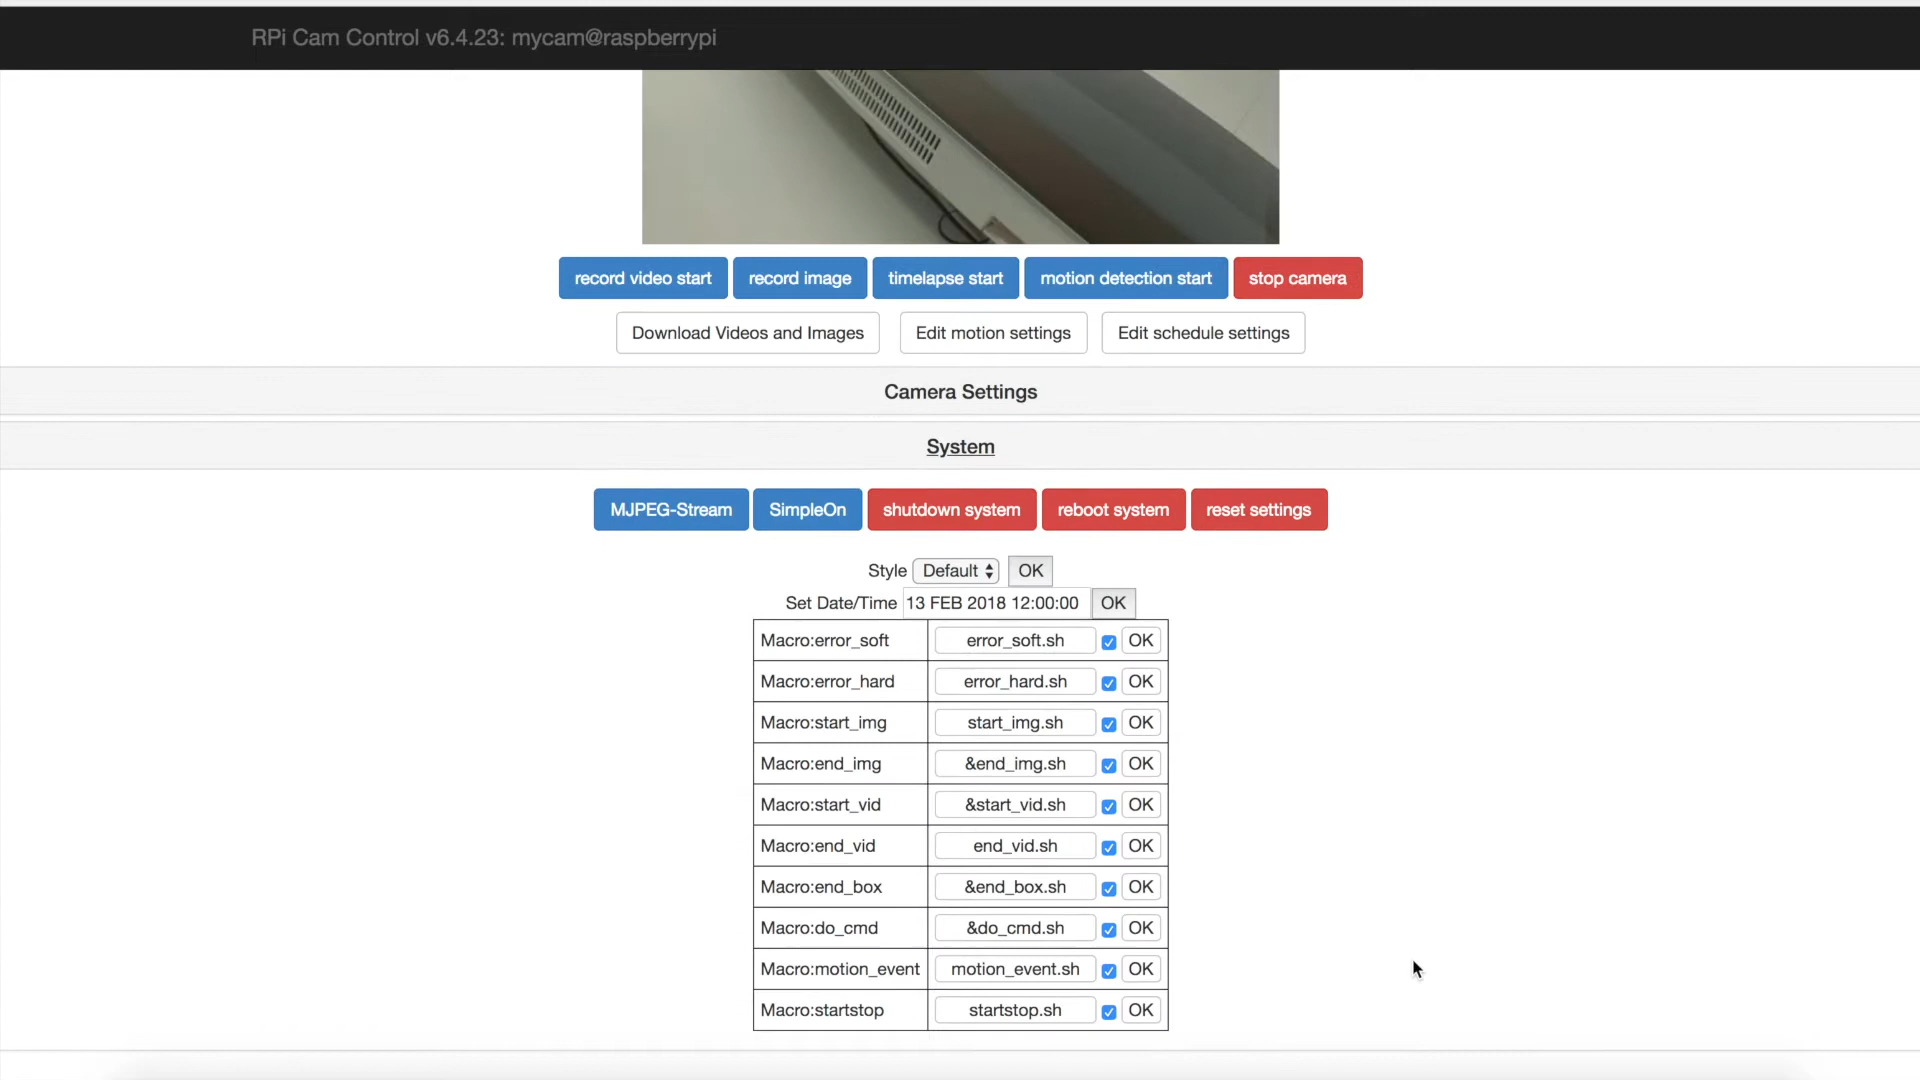 RPi Cam Control v6.4.23: mycam@raspberrypi
record video start record image timelapse start motion detection start stop camera
Download Videos and Images Edit motion settings Edit schedule settings
Camera Settings
System
MJPEG-Stream SimpleOn shutdown system reboot system reset settings
Style Default OK
Set Date/Time 13 FEB 2018 12:00:00 OK
Macro:error_soft error_soft.sh OK
Macro:error_hard error_hard.sh OK
Macro:start_img start_img.sh OK
Macro:end_img &end_img.sh OK
Macro:start_vid &start_vid.sh OK
Macro:end_vid end_vid.sh OK
Macro:end_box &end_box.sh OK
Macro:do_cmd &do_cmd.sh OK
Macro:motion_event motion_event.sh OK
Macro:startstop startstop.sh OK